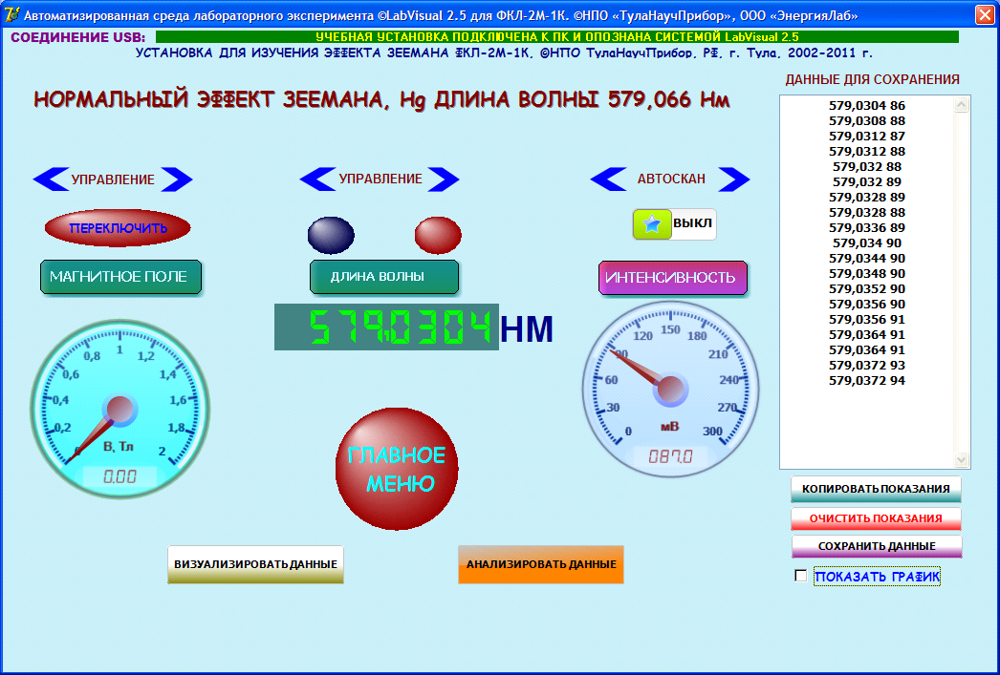 Автоматизированная среда лабораторного эксперимента ©LabVisual 2.5 для ФКЛ-2М-1К. ©НПО «ТулаНаучПрибор», ООО «ЭнергияЛаб»
СОЕДИНЕНИЕ USB: УЧЕБНАЯ УСТАНОВКА ПОДКЛЮЧЕНА К ПК И ОПОЗНАНА СИСТЕМОЙ LabVisual 2.5
УСТАНОВКА ДЛЯ ИЗУЧЕНИЯ ЭФФЕКТА ЗЕЕМАНА ФКЛ-2М-1К, ©НПО ТулаНаучПрибор, РФ, г. Тула, 2002-2011 г.
НОРМАЛЬНЫЙ ЭФФЕКТ ЗЕЕМАНА, Hg ДЛИНА ВОЛНЫ 579,066 Нм
УПРАВЛЕНИЕ
ПЕРЕКЛЮЧИТЬ
МАГНИТНОЕ ПОЛЕ
0 0,2 0,4 0,6 0,8 1 1,2 1,4 1,6 1,8 2
В, Тл
0.00
УПРАВЛЕНИЕ
ДЛИНА ВОЛНЫ
579,0304 НМ
АВТОСКАН
ВЫКЛ
ИНТЕНСИВНОСТЬ
0 30 60 90 120 150 180 210 240 270 300
мВ
087.0
ГЛАВНОЕ
МЕНЮ
ВИЗУАЛИЗИРОВАТЬ ДАННЫЕ
АНАЛИЗИРОВАТЬ ДАННЫЕ
ДАННЫЕ ДЛЯ СОХРАНЕНИЯ
579,0304 86
579,0308 88
579,0312 87
579,0312 88
579,032 88
579,032 89
579,0328 89
579,0328 88
579,0336 89
579,034 90
579,0344 90
579,0348 90
579,0352 90
579,0356 90
579,0356 91
579,0364 91
579,0364 91
579,0372 93
579,0372 94
КОПИРОВАТЬ ПОКАЗАНИЯ
ОЧИСТИТЬ ПОКАЗАНИЯ
СОХРАНИТЬ ДАННЫЕ
ПОКАЗАТЬ ГРАФИК